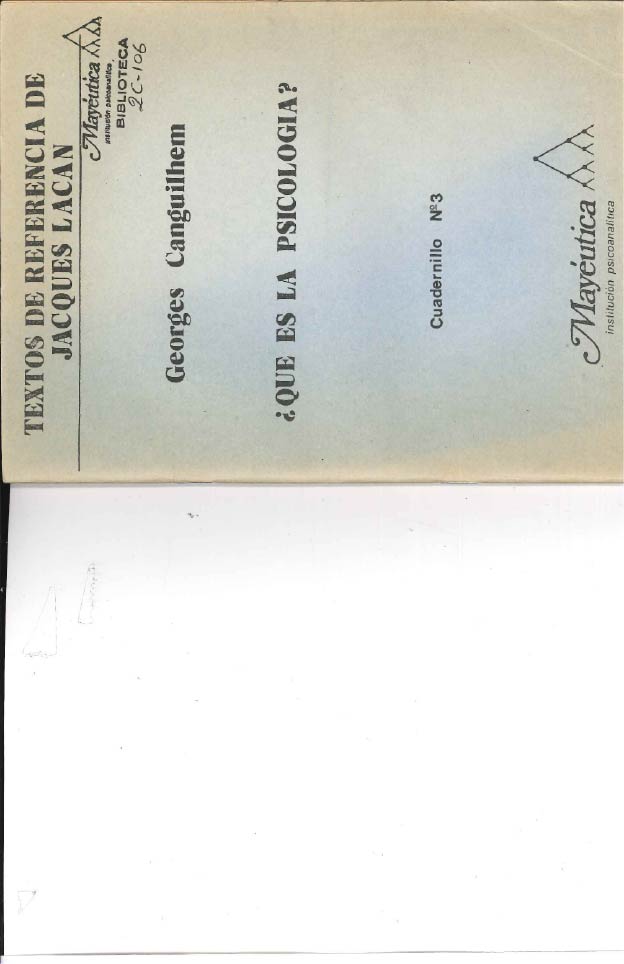 TEXTOS DE REFERENCIA DE
JACQUES LACAN
Mayéutica
institución psicoanalítica
BIBLIOTECA
2C-106
Georges Canguilhem
¿QUE ES LA PSICOLOGIA?
Cuadernillo Nº3
Mayéutica
institución psicoanalítica